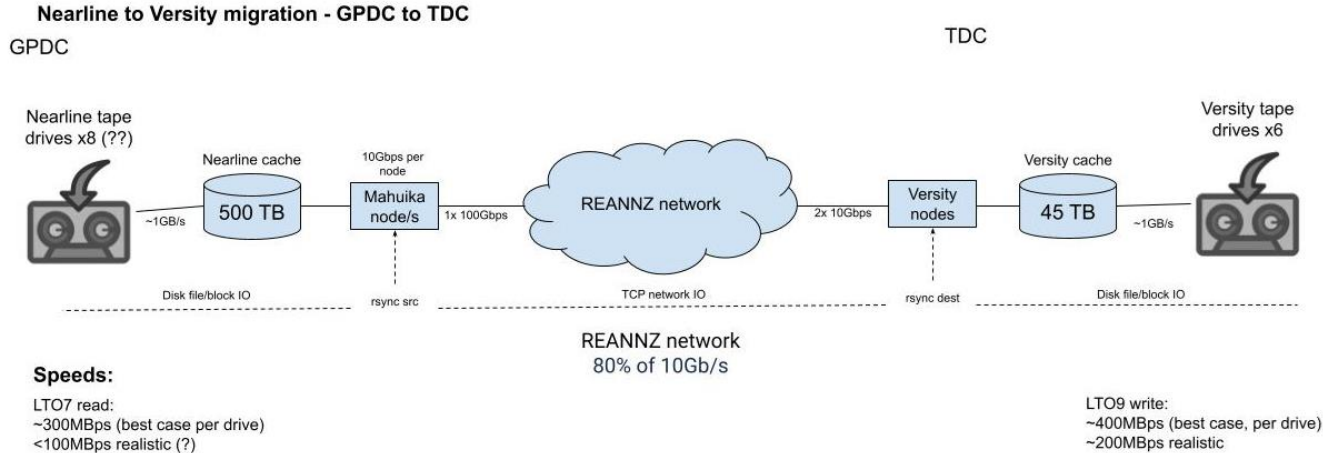 Nearline to Versity migration - GPDC to TDC
GPDC
TDC
Nearline tape
drives x8 (??)
~1GB/s
Nearline cache
500 TB
10Gbps per
node
Mahuika
node/s
1x 100Gbps
REANNZ network
2x 10Gbps
Versity
nodes
Versity cache
45 TB
~1GB/s
Versity tape
drives x6
Disk file/block IO
rsync src
TCP network IO
rsync dest
Disk file/block IO
REANNZ network
80% of 10Gb/s
Speeds:
LTO7 read:
~300MBps (best case per drive)
<100MBps realistic (?)
LTO9 write:
~400MBps (best case, per drive)
~200MBps realistic